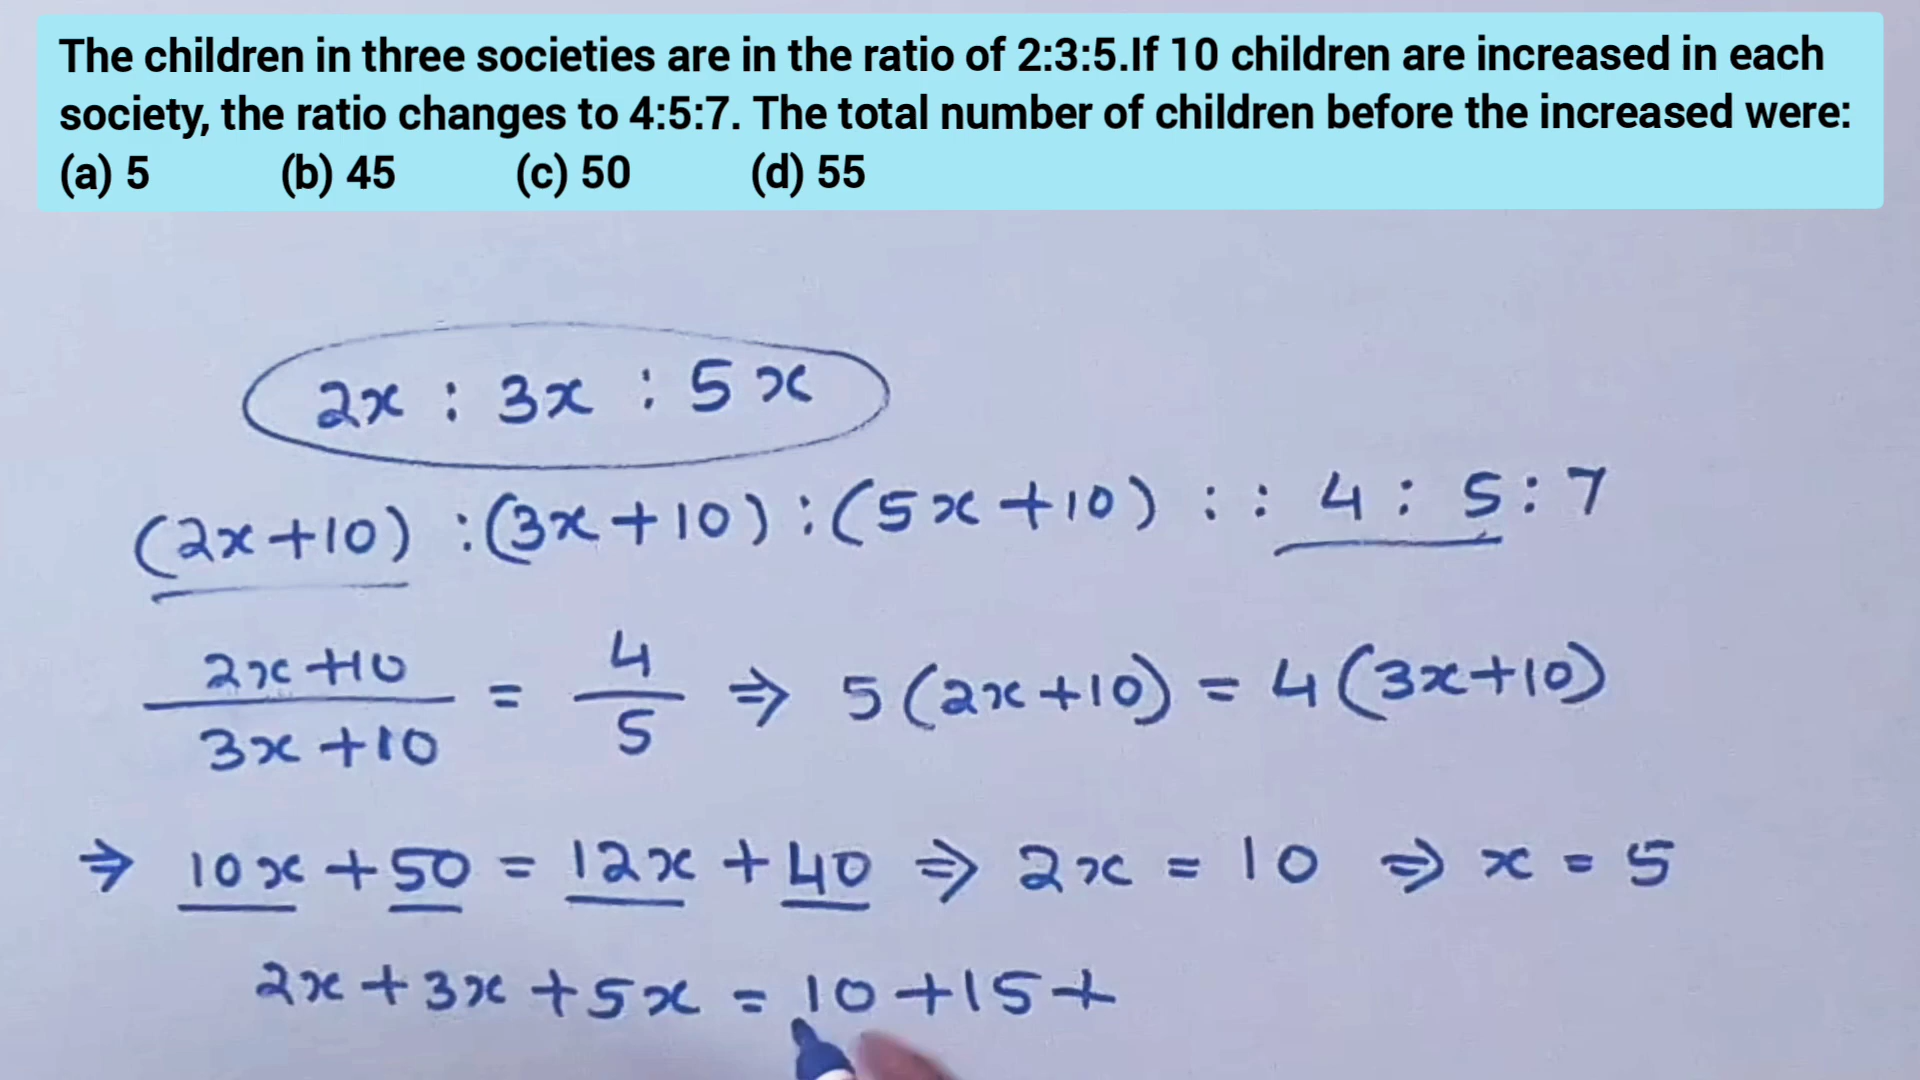 The children in three societies are in the ratio of 2:3:5.If 10 children are increased in each
society, the ratio changes to 4:5:7. The total number of children before the increased were:
(a) 5 (b) 45 (c) 50 (d) 55
2x : 3x : 5x
(2x+10) : (3x+10) : (5x+10) : : 4 : 5 : 7
2x+10 / 3x+10 = 4/5 ⇒ 5(2x+10) = 4(3x+10)
⇒ 10x + 50 = 12x + 40 ⇒ 2x = 10 ⇒ x = 5
2x + 3x + 5x = 10 + 15 +